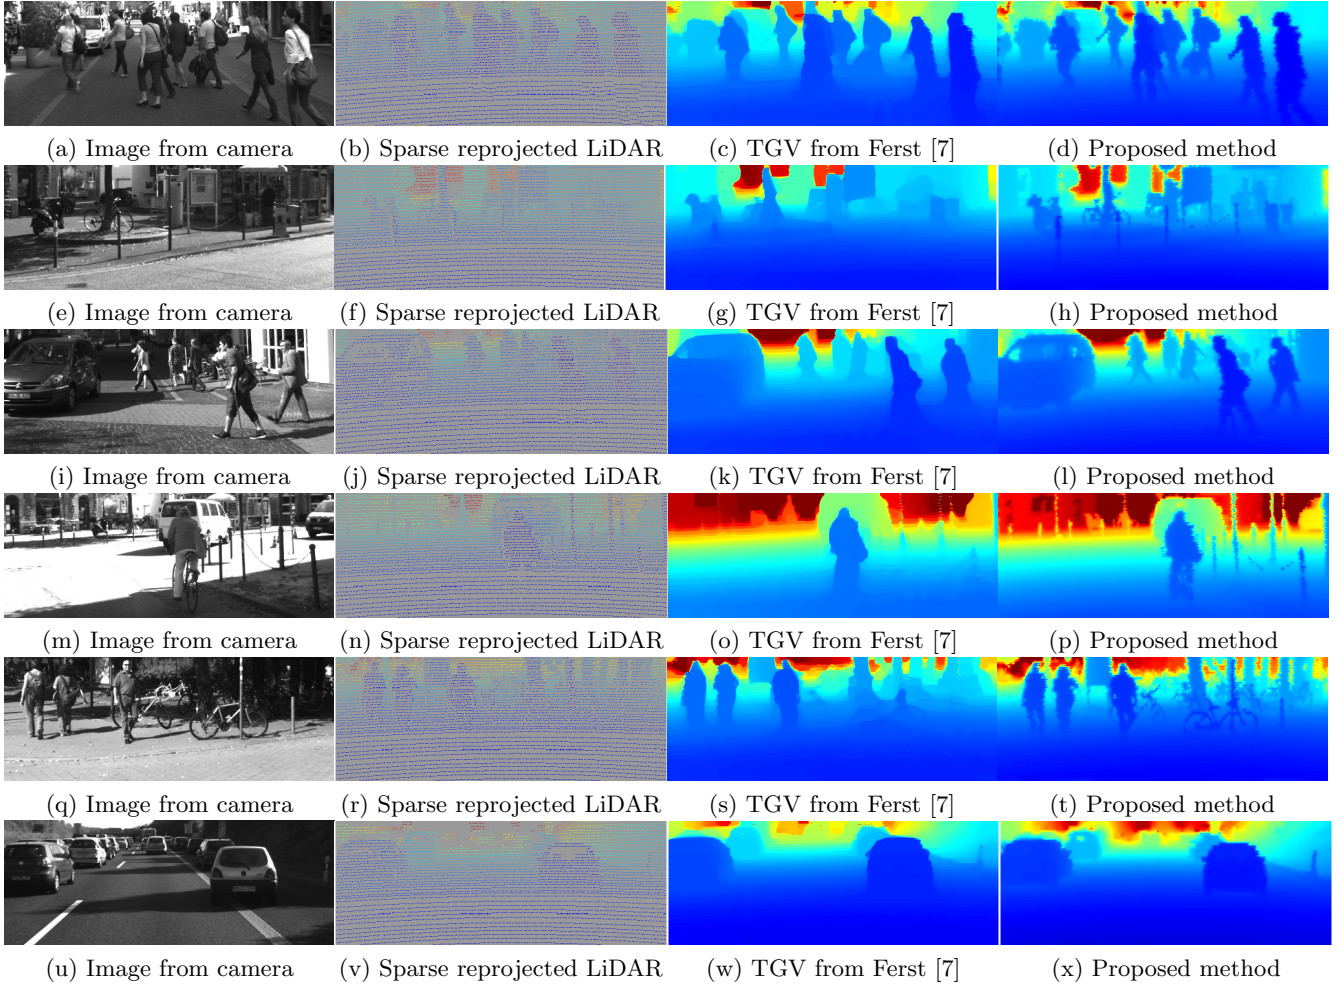 (a) Image from camera (b) Sparse reprojected LiDAR (c) TGV from Ferst [7] (d) Proposed method
(e) Image from camera (f) Sparse reprojected LiDAR (g) TGV from Ferst [7] (h) Proposed method
(i) Image from camera (j) Sparse reprojected LiDAR (k) TGV from Ferst [7] (l) Proposed method
(m) Image from camera (n) Sparse reprojected LiDAR (o) TGV from Ferst [7] (p) Proposed method
(q) Image from camera (r) Sparse reprojected LiDAR (s) TGV from Ferst [7] (t) Proposed method
(u) Image from camera (v) Sparse reprojected LiDAR (w) TGV from Ferst [7] (x) Proposed method